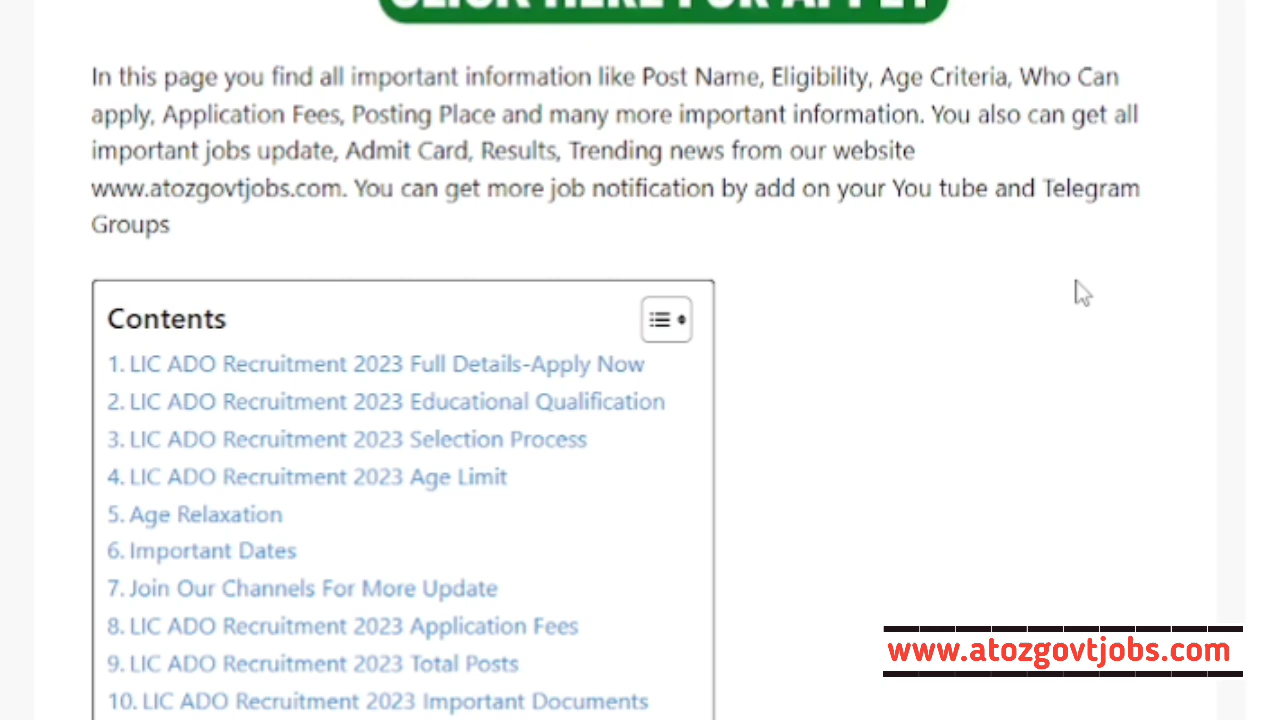 CLICK HERE FOR APPLY
In this page you find all important information like Post Name, Eligibility, Age Criteria, Who Can
apply, Application Fees, Posting Place and many more important information. You also can get all
important jobs update, Admit Card, Results, Trending news from our website
www.atozgovtjobs.com. You can get more job notification by add on your You tube and Telegram
Groups
Contents
1. LIC ADO Recruitment 2023 Full Details-Apply Now
2. LIC ADO Recruitment 2023 Educational Qualification
3. LIC ADO Recruitment 2023 Selection Process
4. LIC ADO Recruitment 2023 Age Limit
5. Age Relaxation
6. Important Dates
7. Join Our Channels For More Update
8. LIC ADO Recruitment 2023 Application Fees
9. LIC ADO Recruitment 2023 Total Posts
10. LIC ADO Recruitment 2023 Important Documents
www.atozgovtjobs.com